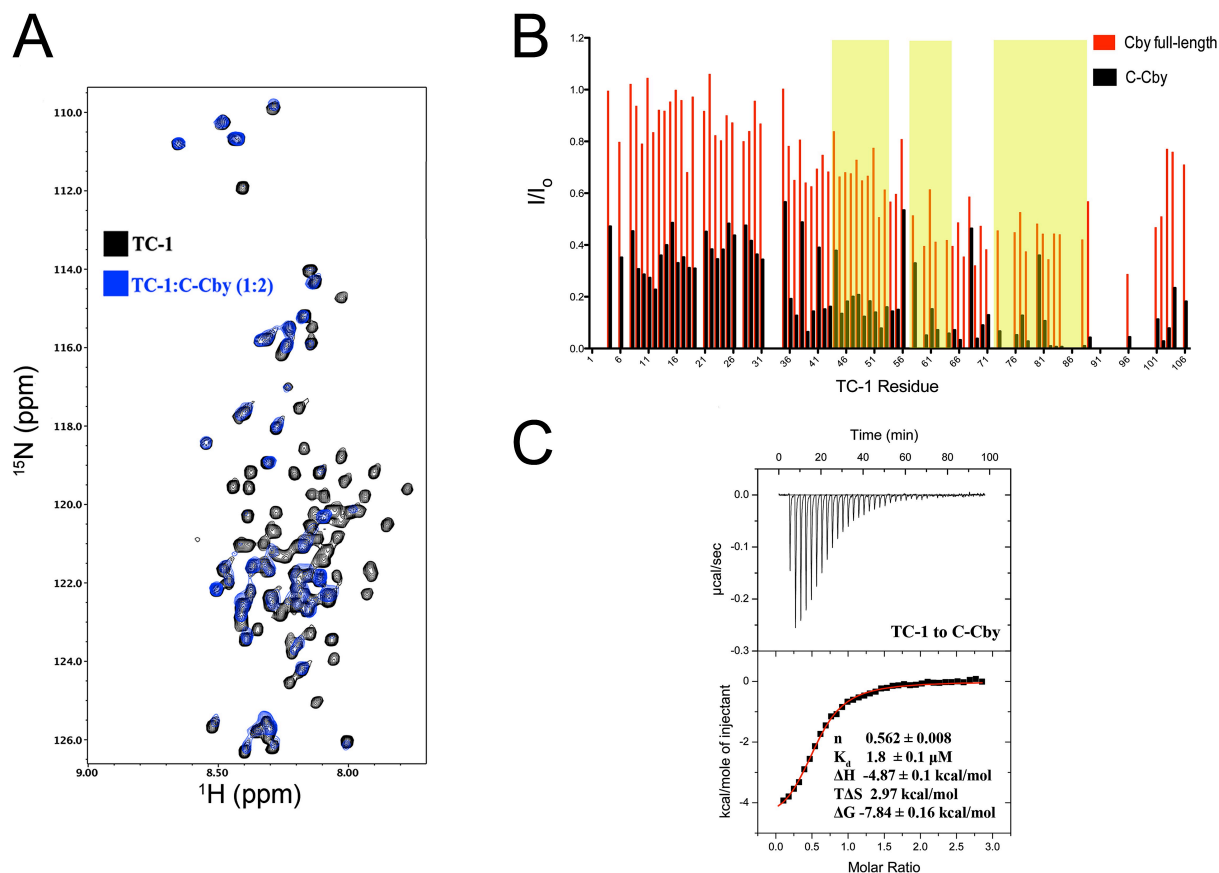 A
110.0
112.0
114.0
116.0
118.0
120.0
122.0
124.0
126.0
¹⁵N (ppm)
TC-1
TC-1:C-Cby (1:2)
9.00
8.50
8.00
¹H (ppm)
B
1.2
1.0
0.8
0.6
0.4
0.2
0.0
I/Iₒ
Cby full-length
C-Cby
1 6 11 16 21 26 31 36 41 46 51 56 61 66 71 76 81 86 91 96 101 106
TC-1 Residue
C
Time (min)
0 20 40 60 80 100
0.0
-0.1
-0.2
-0.3
µcal/sec
TC-1 to C-Cby
0
-2
-4
kcal/mole of injectant
n 0.562 ± 0.008
K_d 1.8 ± 0.1 µM
ΔH -4.87 ± 0.1 kcal/mol
TΔS 2.97 kcal/mol
ΔG -7.84 ± 0.16 kcal/mol
0.0 0.5 1.0 1.5 2.0 2.5 3.0
Molar Ratio